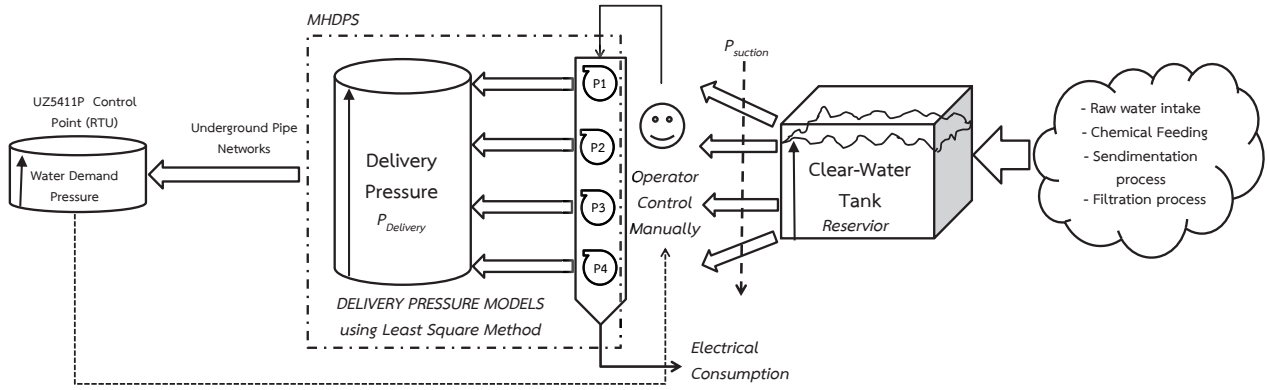 MHDPS
UZ5411P Control
Point (RTU)
Water Demand
Pressure
Underground Pipe
Networks
Delivery
Pressure
P_Delivery
DELIVERY PRESSURE MODELS
using Least Square Method
P1
P2
P3
P4
Operator
Control
Manually
Electrical
Consumption
P_suction
Clear-Water
Tank
Reservior
- Raw water intake
- Chemical Feeding
- Sendimentation
process
- Filtration process